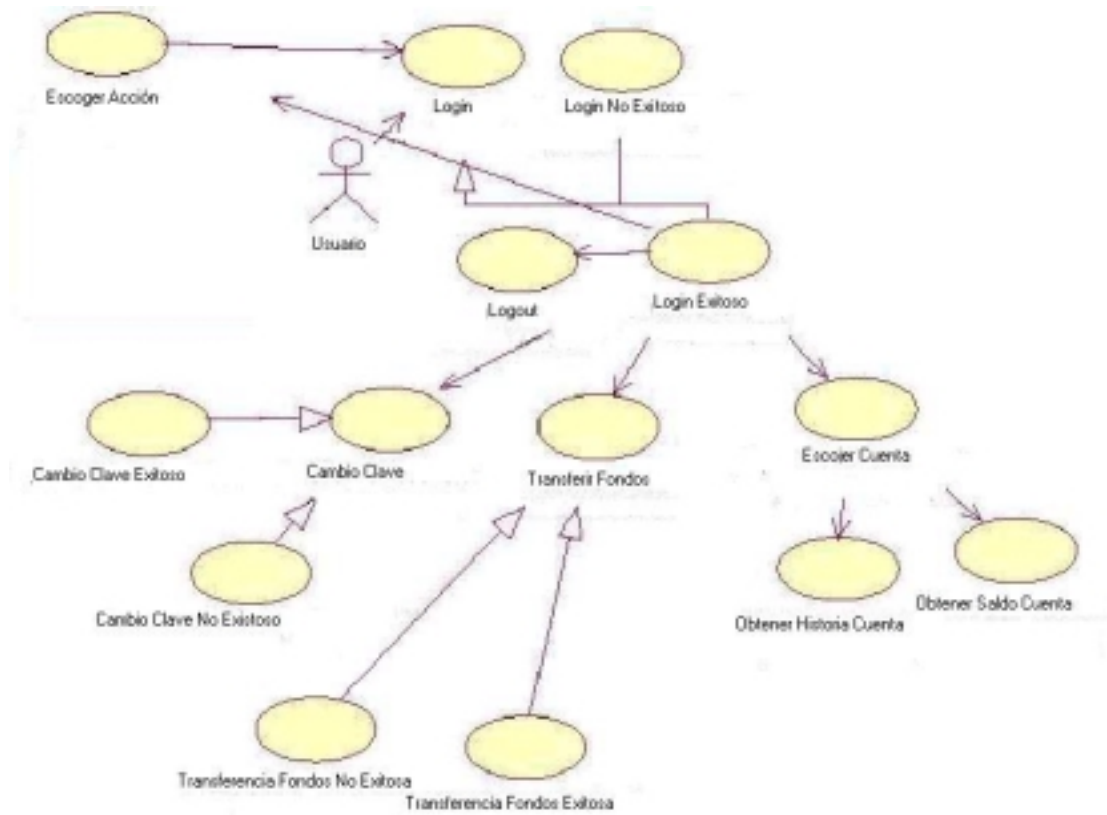 Escoger Acción
Login
Login No Exitoso
Usuario
Logout
Login Exitoso
Cambio Clave Exitoso
Cambio Clave
Transferir Fondos
Escojer Cuenta
Cambio Clave No Existoso
Obtener Historia Cuenta
Obtener Saldo Cuenta
Transferencia Fondos No Exitosa
Transferencia Fondos Exitosa